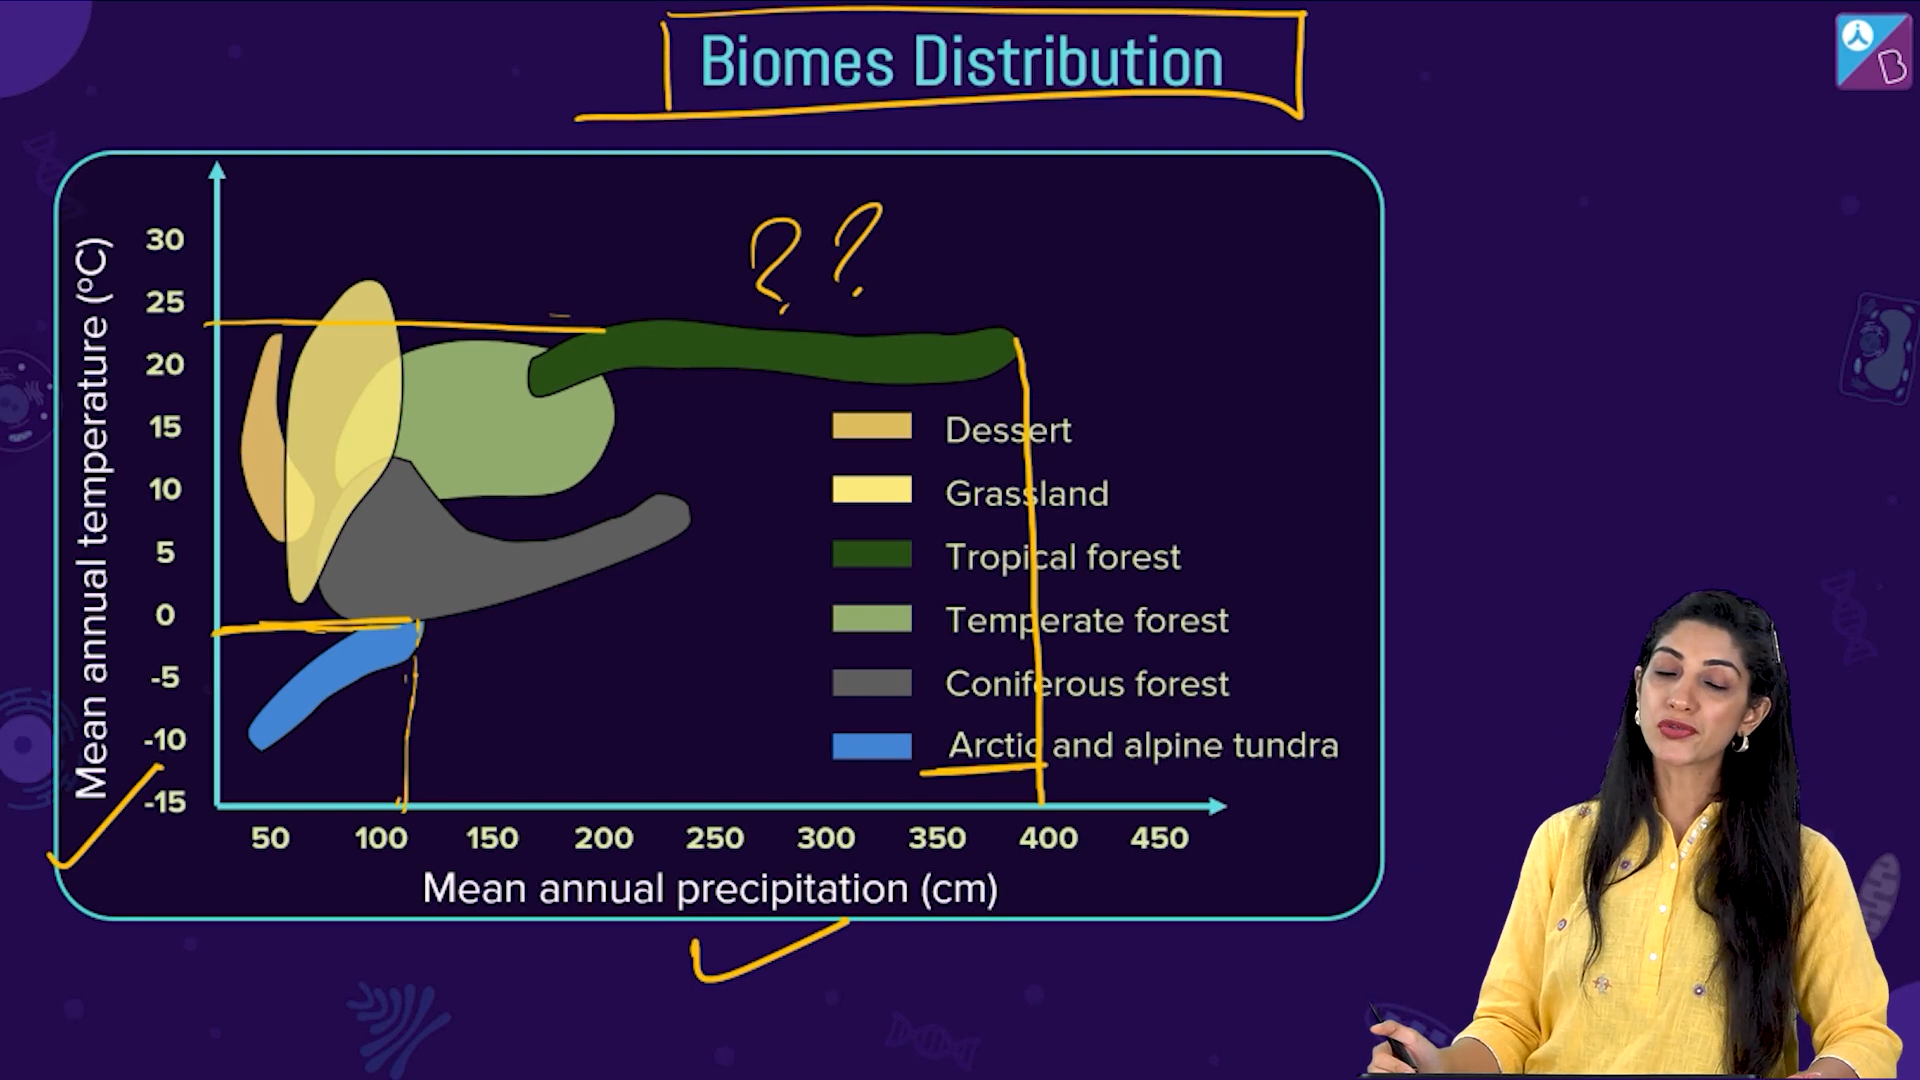 Biomes Distribution
B
Mean annual temperature (°C)
30
25
20
15
10
5
0
-5
-10
-15
??
Dessert
Grassland
Tropical forest
Temperate forest
Coniferous forest
Arctic and alpine tundra
50 100 150 200 250 300 350 400 450
Mean annual precipitation (cm)